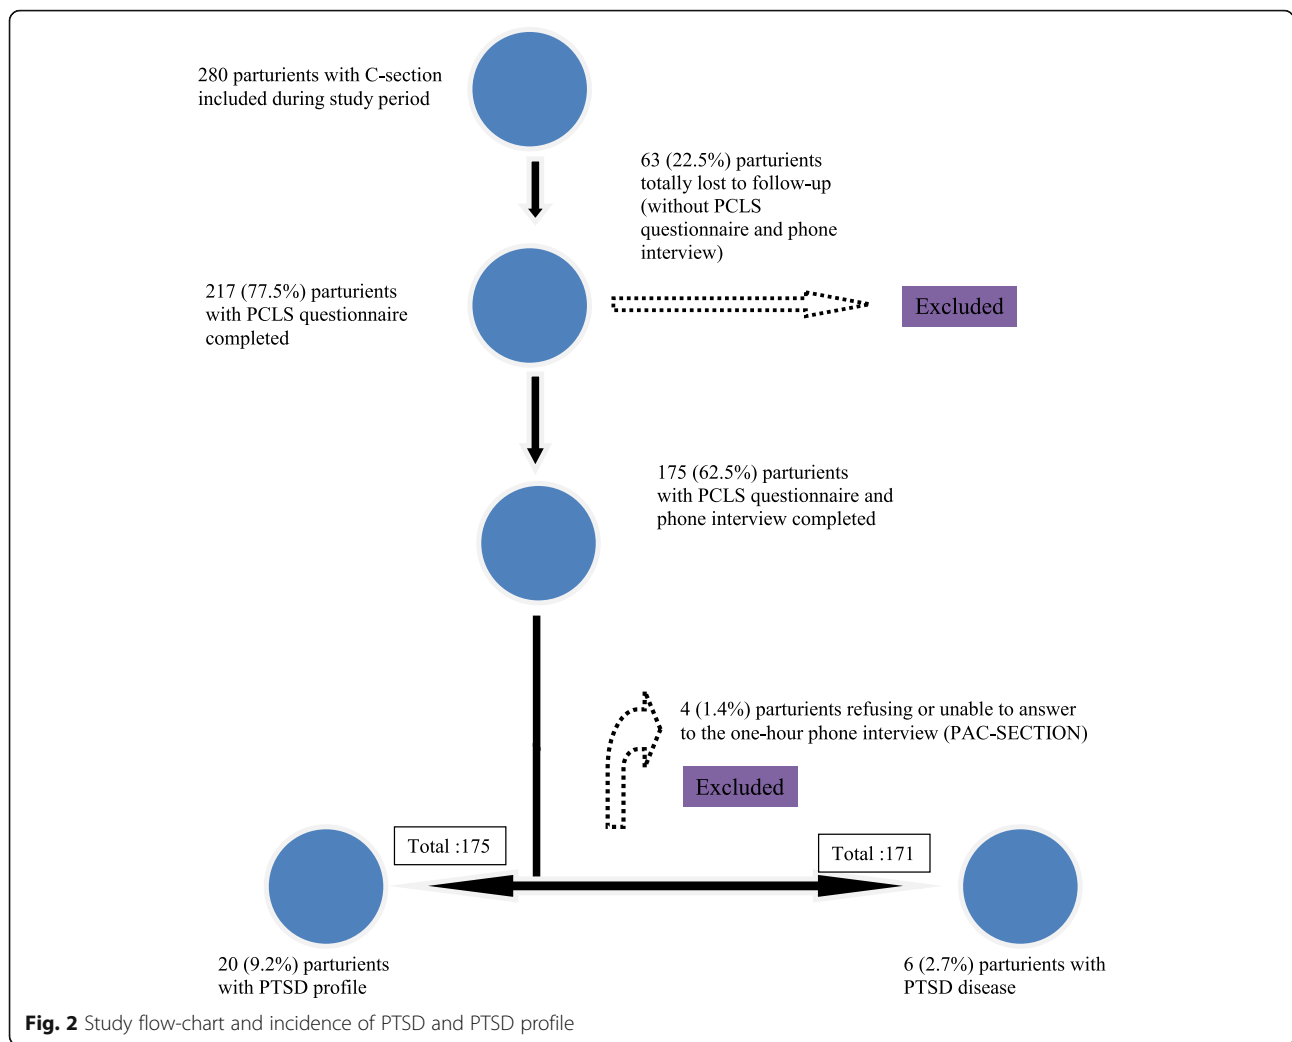 280 parturients with C-section
included during study period
63 (22.5%) parturients
totally lost to follow-up
(without PCLS
questionnaire and phone
interview)
217 (77.5%) parturients
with PCLS questionnaire
completed
Excluded
175 (62.5%) parturients
with PCLS questionnaire and
phone interview completed
4 (1.4%) parturients refusing or unable to answer
to the one-hour phone interview (PAC-SECTION)
Excluded
Total :175
Total :171
20 (9.2%) parturients
with PTSD profile
6 (2.7%) parturients with
PTSD disease
Fig. 2 Study flow-chart and incidence of PTSD and PTSD profile